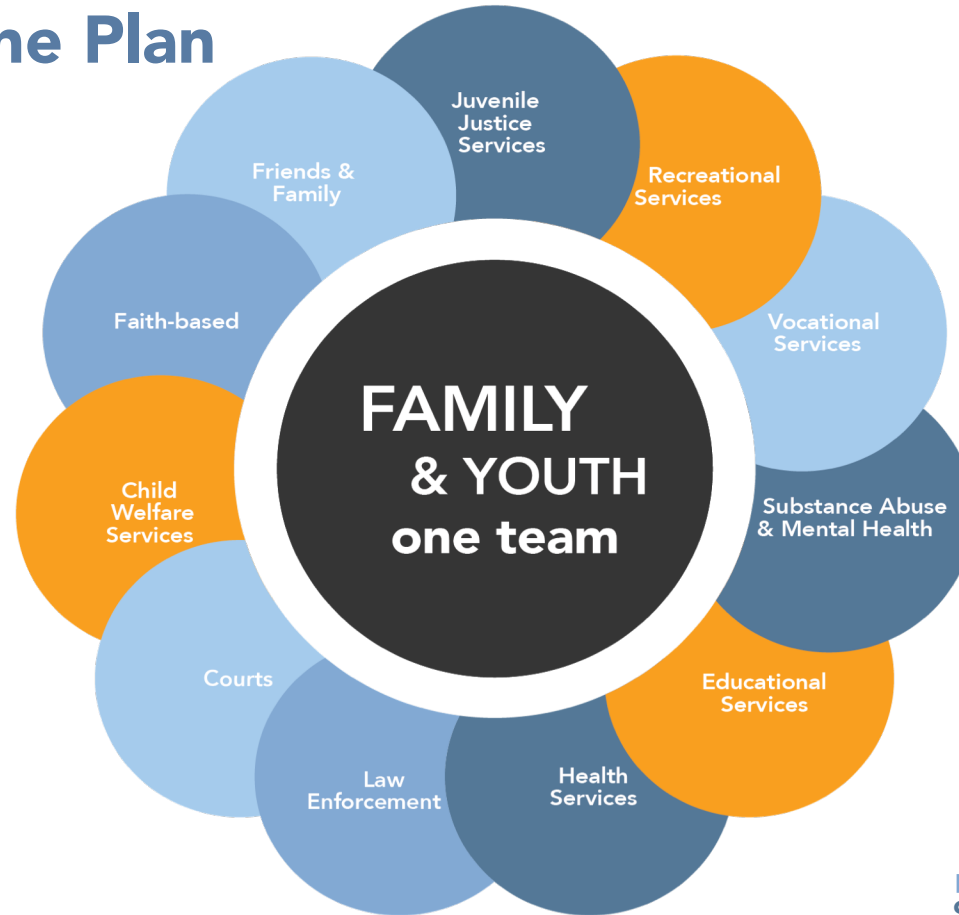 ne Plan
Juvenile
Justice
Services
Recreational
Services
Friends &
Family
Vocational
Services
Faith-based
FAMILY
& YOUTH
one team
Substance Abuse
& Mental Health
Child
Welfare
Services
Educational
Services
Courts
Health
Services
Law
Enforcement